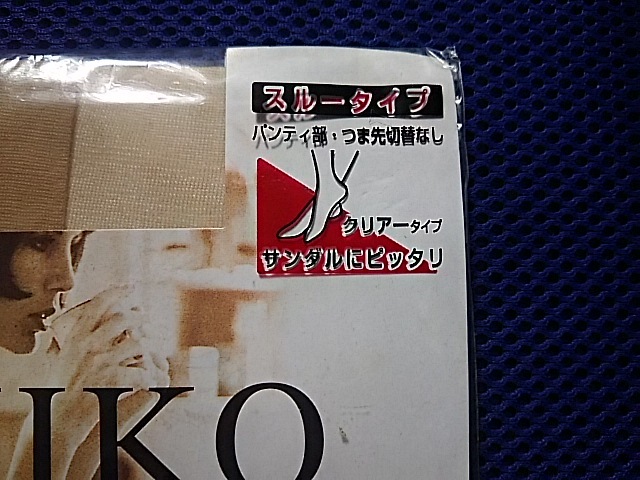 スルータイプ
パンティ部:つま先切替なし
クリアータイプ
サンダルにピッタリ
IKO